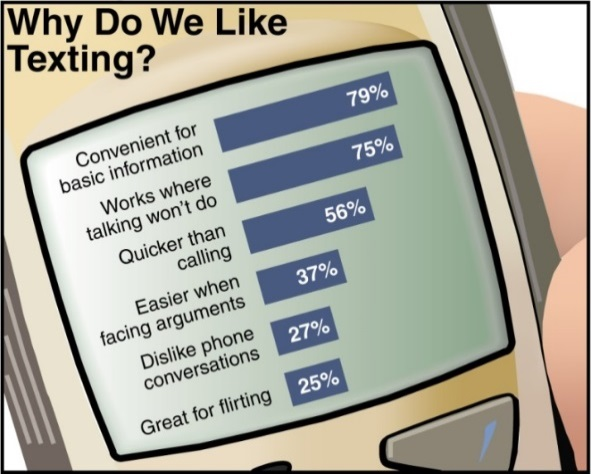 Why Do We Like
Texting?
Convenient for
basic information
79%
Works where
talking won't do
75%
Quicker than
calling
56%
Easier when
facing arguments
37%
Dislike phone
conversations
27%
Great for flirting
25%